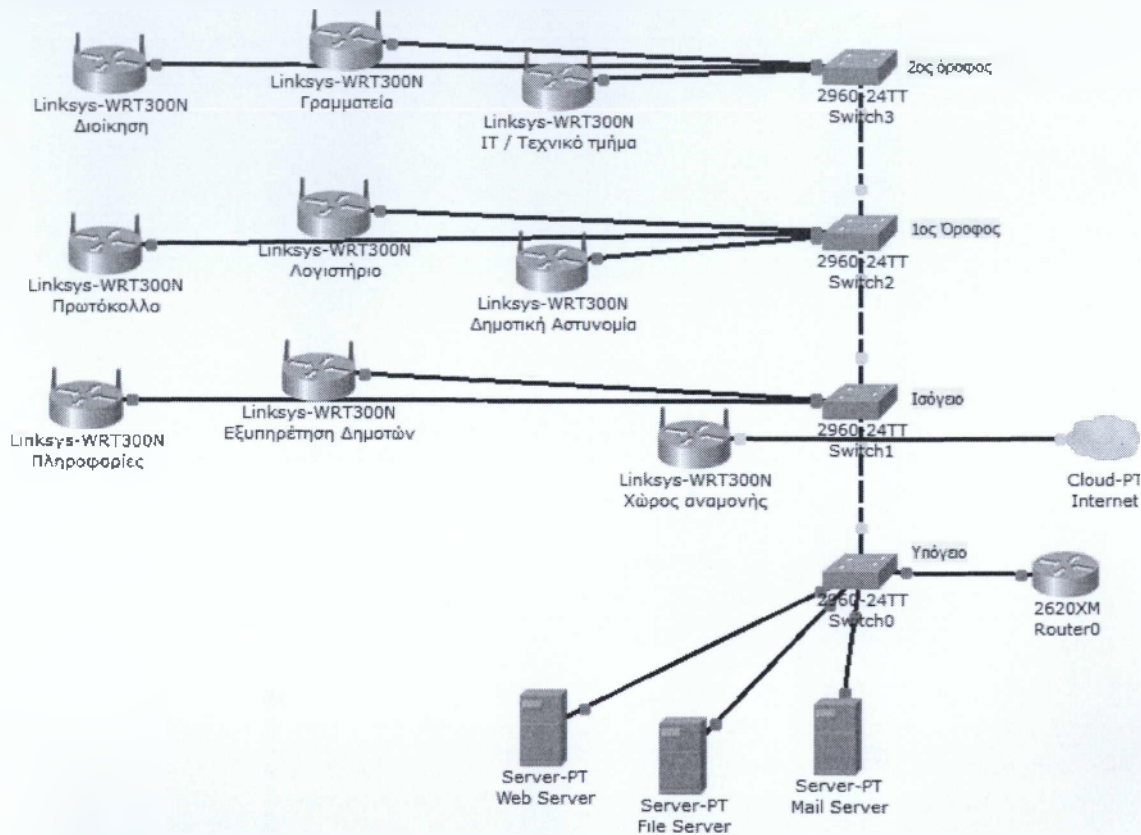 2ος όροφος
2960-24TT
Switch3
Linksys-WRT300N
Διοίκηση
Linksys-WRT300N
Γραμματεία
Linksys-WRT300N
IT / Τεχνικό τμήμα
1ος Όροφος
2960-24TT
Switch2
Linksys-WRT300N
Πρωτόκολλο
Linksys-WRT300N
Λογιστήριο
Linksys-WRT300N
Δημοτική Αστυνομία
Ισόγειο
2960-24TT
Switch1
Linksys-WRT300N
Πληροφορίες
Linksys-WRT300N
Εξυπηρέτηση Δημοτών
Linksys-WRT300N
Χώρος αναμονής
Cloud-PT
Internet
Υπόγειο
2960-24TT
Switch0
2620XM
Router0
Server-PT
Web Server
Server-PT
File Server
Server-PT
Mail Server